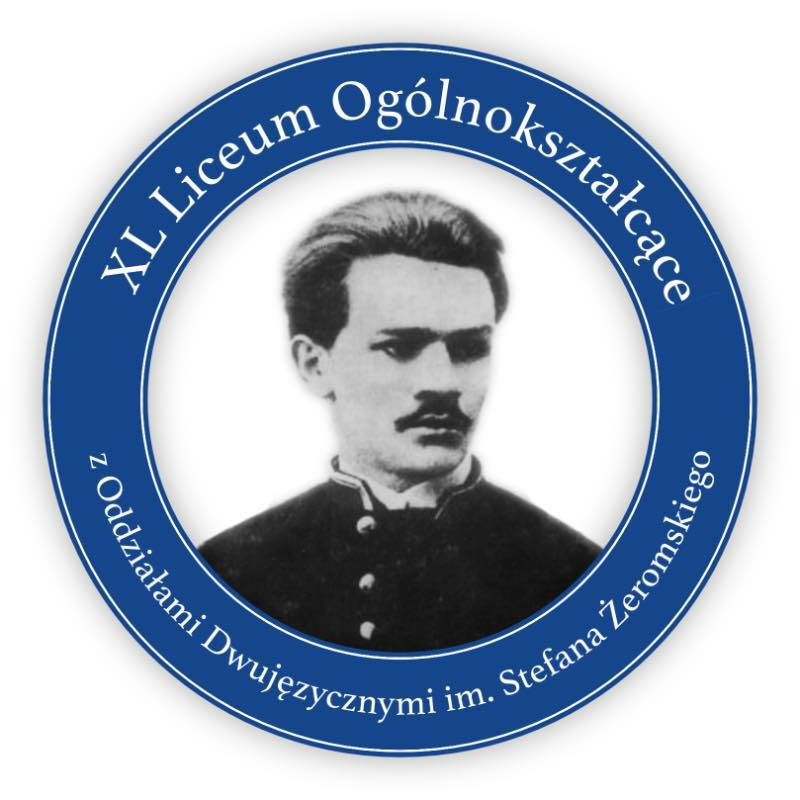 XL Liceum Ogólnokształcące
z Oddziałami Dwujęzycznymi im. Stefana Żeromskiego